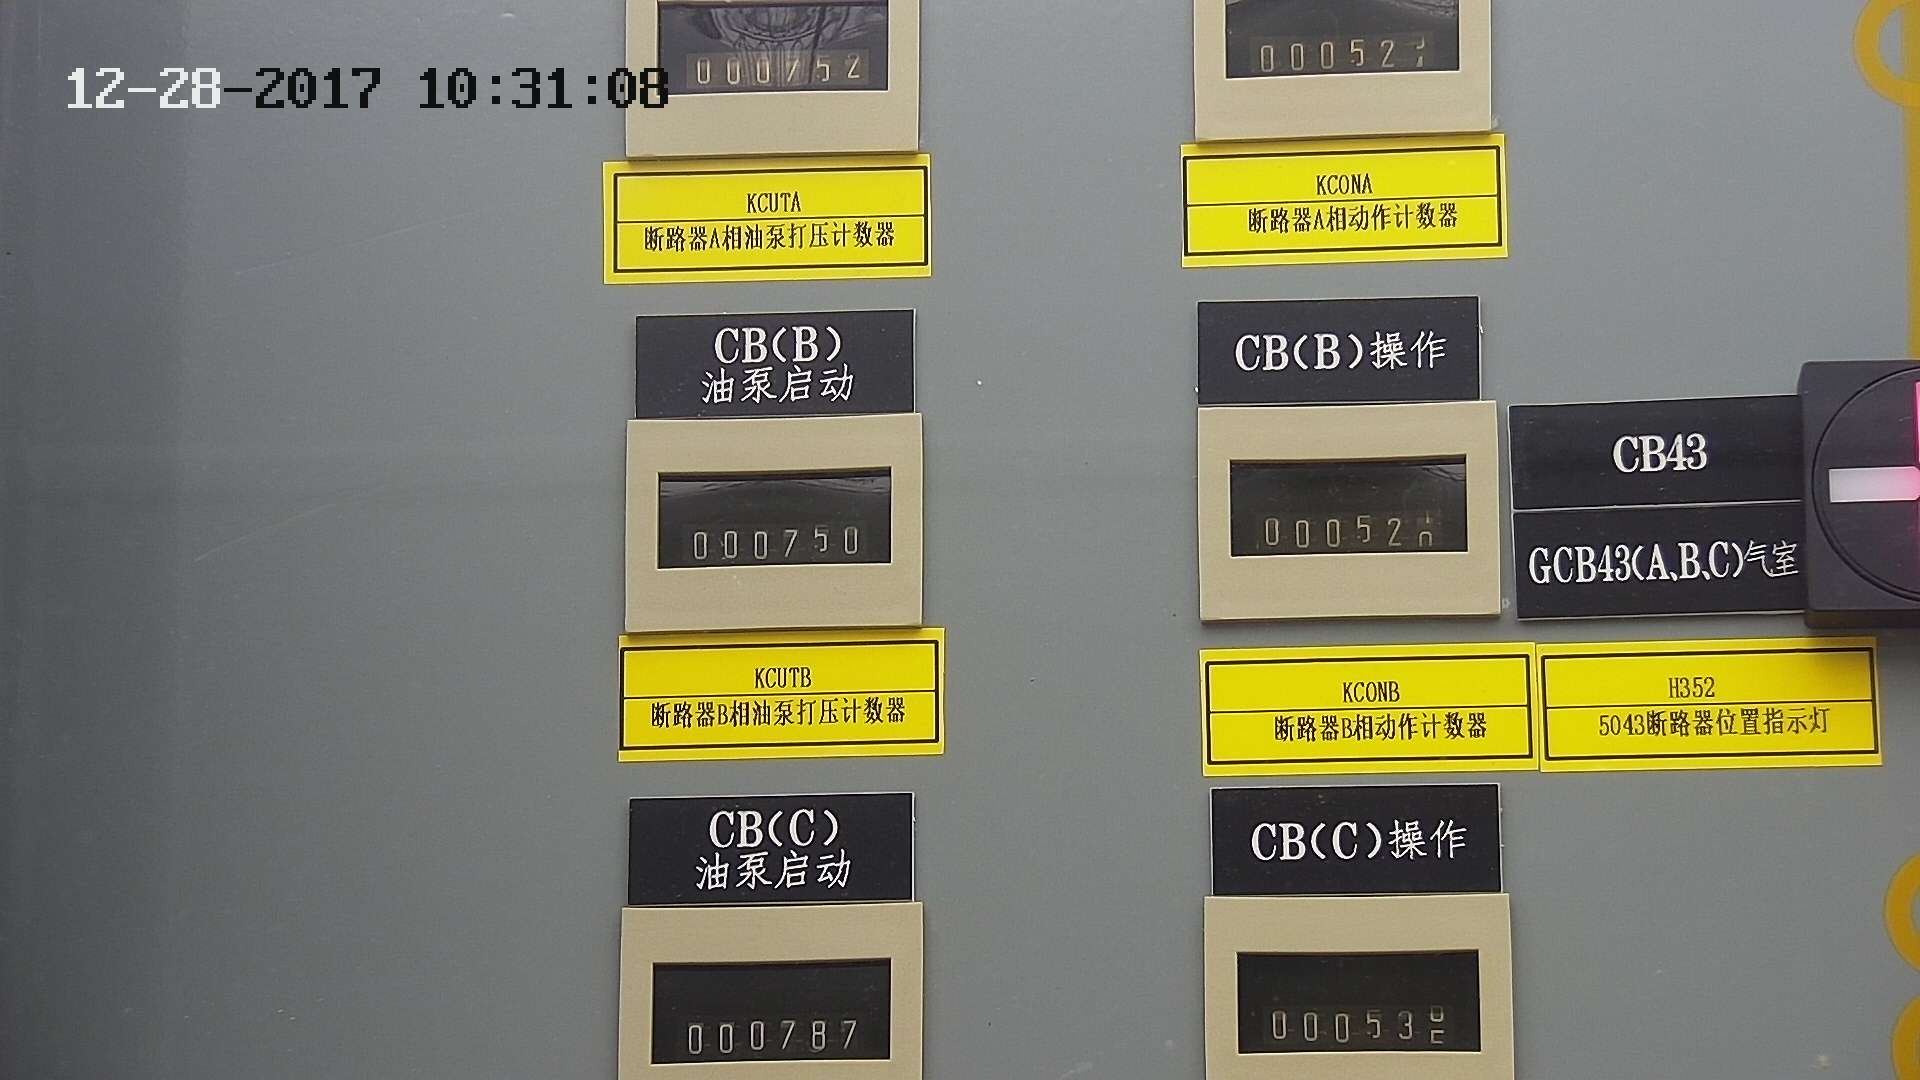 12-28-2017 10:31:08
000752
00052
KCUTA
断路器A相油泵打压计数器
KCONA
断路器A相动作计数器
CB(B)
油泵启动
CB(B)操作
000750
00052
CB43
GCB43(A、B、C)气室
KCUTB
断路器B相油泵打压计数器
KCONB
断路器B相动作计数器
H352
5043断路器位置指示灯
CB(C)
油泵启动
CB(C)操作
000787
00053